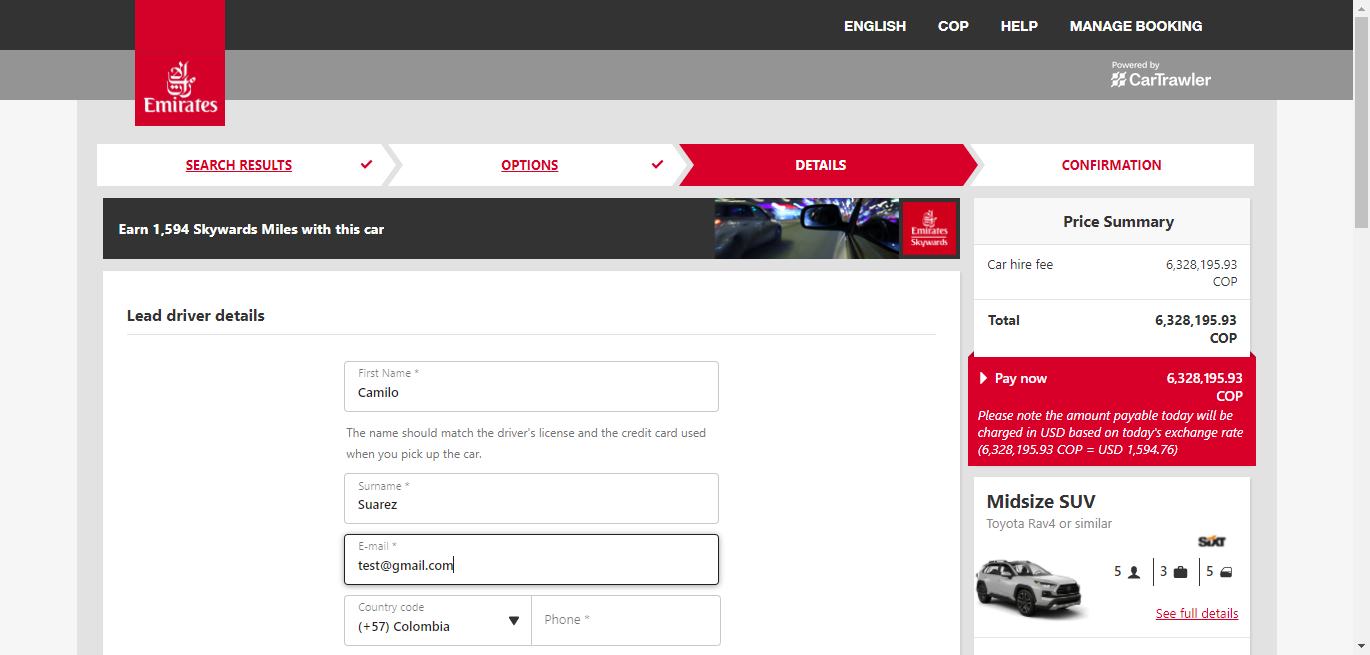 ENGLISH COP HELP MANAGE BOOKING
Powered by
CarTrawler
Emirates
SEARCH RESULTS
OPTIONS
DETAILS
CONFIRMATION
Earn 1,594 Skywards Miles with this car
Emirates
Skywards
Lead driver details
First Name *
Camilo
The name should match the driver's license and the credit card used
when you pick up the car.
Surname *
Suarez
E-mail *
test@gmail.com
Country code
(+57) Colombia
Phone *
Price Summary
Car hire fee 6,328,195.93
COP
Total 6,328,195.93
COP
Pay now 6,328,195.93
COP
Please note the amount payable today will be
charged in USD based on today's exchange rate
(6,328,195.93 COP = USD 1,594.76)
Midsize SUV
Toyota Rav4 or similar
SIXT
5 3 5
See full details